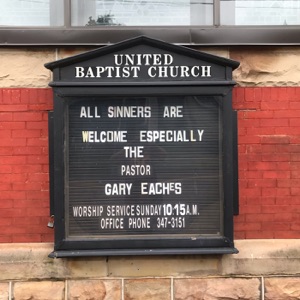 UNITED
BAPTIST CHURCH
ALL SINNERS ARE
WELCOME ESPECIALLY
THE
PASTOR
GARY EACHES
WORSHIP SERVICE SUNDAY 10:15 A.M.
OFFICE PHONE 347-3151